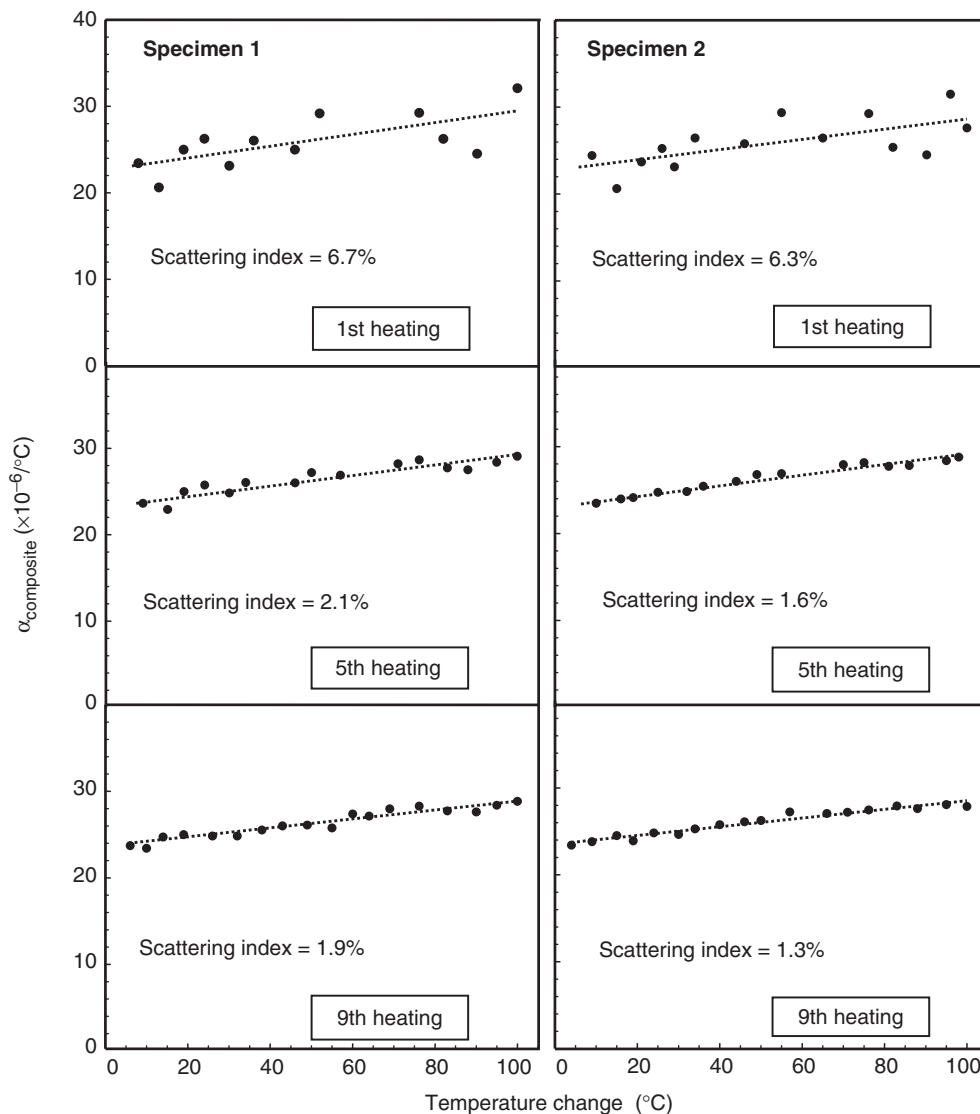 40
30
20
10
0
Specimen 1
Scattering index = 6.7%
1st heating
Specimen 2
Scattering index = 6.3%
1st heating
30
20
10
0
Scattering index = 2.1%
5th heating
Scattering index = 1.6%
5th heating
30
20
10
0
Scattering index = 1.9%
9th heating
Scattering index = 1.3%
9th heating
αcomposite (×10⁻⁶/°C)
0 20 40 60 80 100
0 20 40 60 80 100
Temperature change (°C)